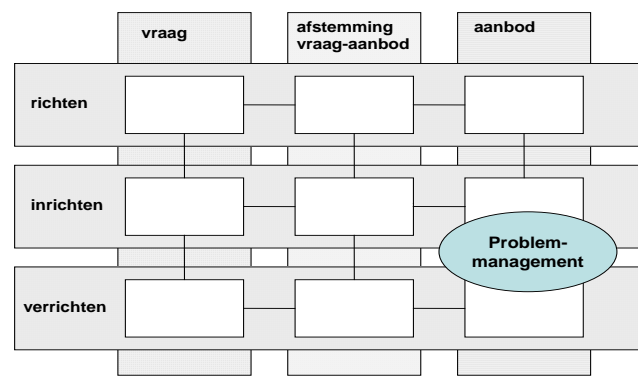 vraag
afstemming
vraag-aanbod
aanbod
richten
inrichten
Problem-
management
verrichten